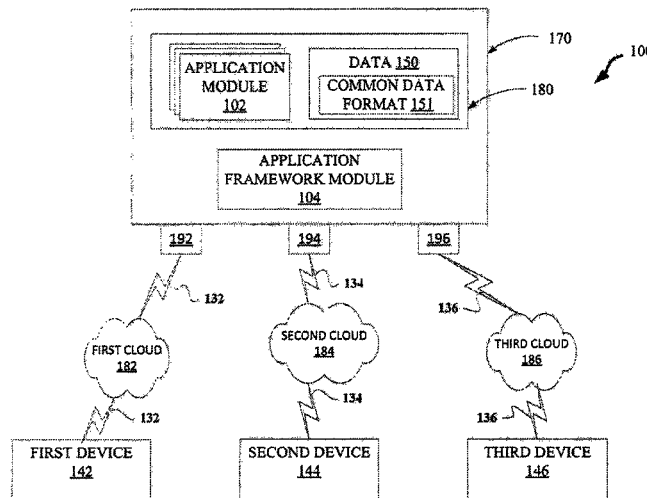 170
100
APPLICATION
MODULE
102
DATA 150
COMMON DATA
FORMAT 151
180
APPLICATION
FRAMEWORK MODULE
104
192
194
196
132
134
136
FIRST CLOUD
182
SECOND CLOUD
184
THIRD CLOUD
186
132
134
136
FIRST DEVICE
142
SECOND DEVICE
144
THIRD DEVICE
146